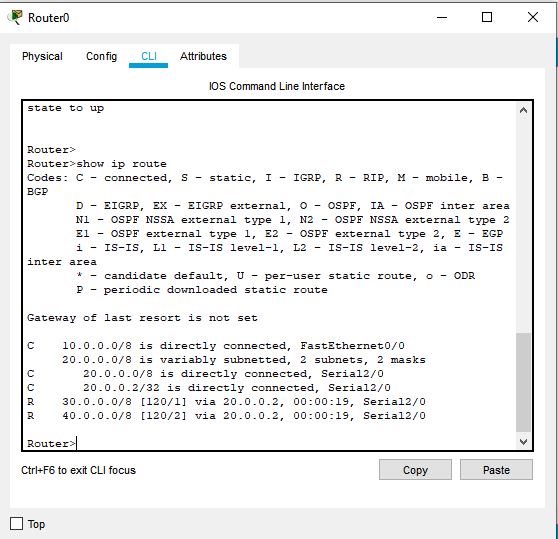 Router0
Physical Config CLI Attributes
IOS Command Line Interface
state to up
Router>
Router>show ip route
Codes: C - connected, S - static, I - IGRP, R - RIP, M - mobile, B -
BGP
D - EIGRP, EX - EIGRP external, O - OSPF, IA - OSPF inter area
N1 - OSPF NSSA external type 1, N2 - OSPF NSSA external type 2
E1 - OSPF external type 1, E2 - OSPF external type 2, E - EGP
i - IS-IS, L1 - IS-IS level-1, L2 - IS-IS level-2, ia - IS-IS
inter area
* - candidate default, U - per-user static route, o - ODR
P - periodic downloaded static route
Gateway of last resort is not set
C 10.0.0.0/8 is directly connected, FastEthernet0/0
20.0.0.0/8 is variably subnetted, 2 subnets, 2 masks
C 20.0.0.0/8 is directly connected, Serial2/0
C 20.0.0.2/32 is directly connected, Serial2/0
R 30.0.0.0/8 [120/1] via 20.0.0.2, 00:00:19, Serial2/0
R 40.0.0.0/8 [120/2] via 20.0.0.2, 00:00:19, Serial2/0
Router>
Ctrl+F6 to exit CLI focus
Copy Paste
Top